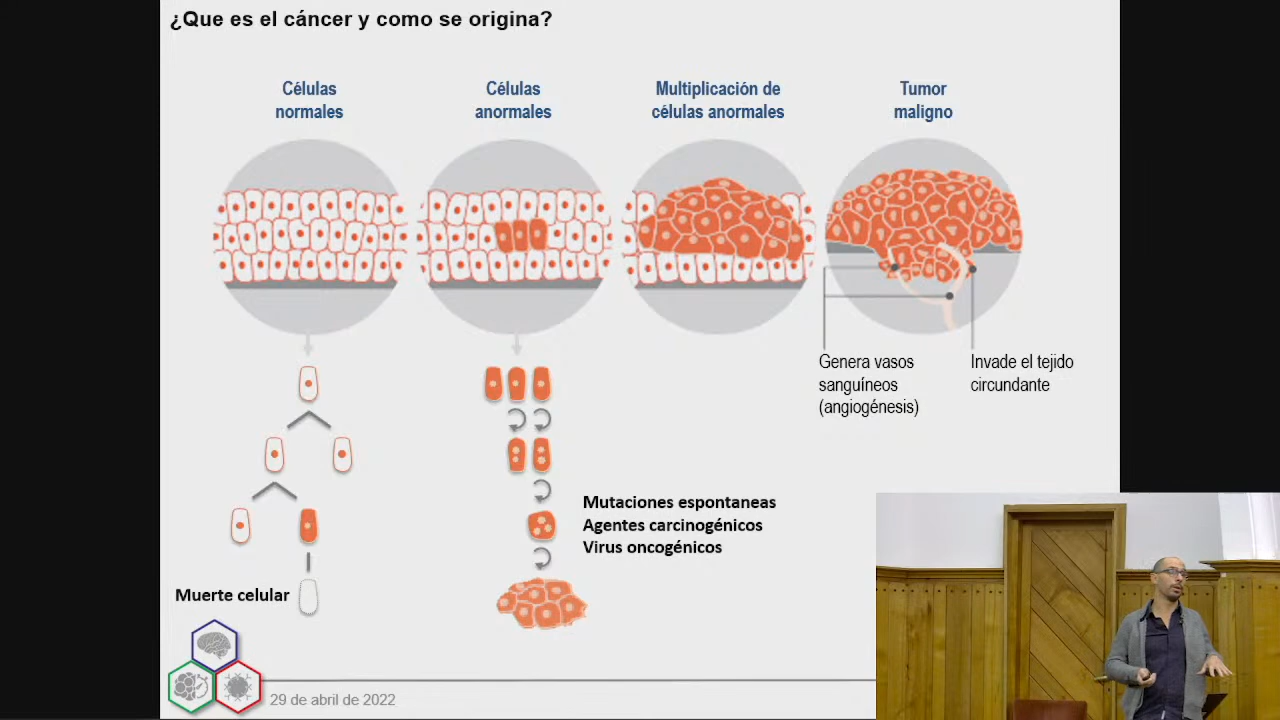 ¿Que es el cáncer y como se origina?
Células
normales
Células
anormales
Multiplicación de
células anormales
Tumor
maligno
Genera vasos
sanguíneos
(angiogénesis)
Invade el tejido
circundante
Mutaciones espontaneas
Agentes carcinogénicos
Virus oncogénicos
Muerte celular
29 de abril de 2022